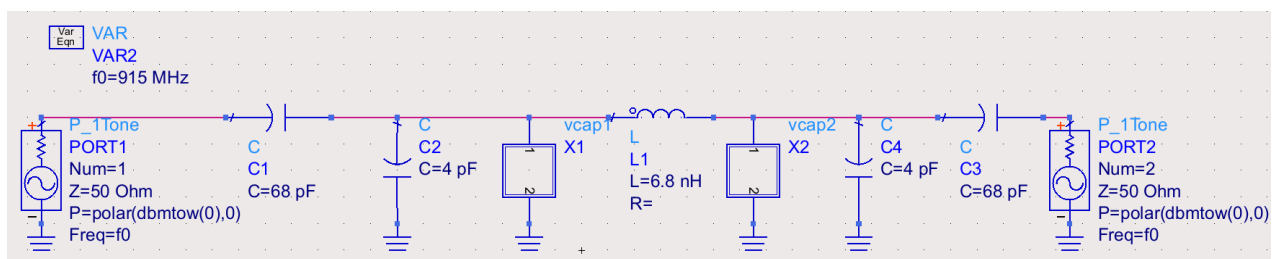 Var
Eqn
VAR
VAR2
f0=915 MHz
P_1Tone
PORT1
Num=1
Z=50 Ohm
P=polar(dbmtow(0),0)
Freq=f0
C
C1
C=68 pF
C
C2
C=4 pF
1
2
vcap1
X1
L
L1
L=6.8 nH
R=
1
2
vcap2
X2
C
C4
C=4 pF
C
C3
C=68 pF
P_1Tone
PORT2
Num=2
Z=50 Ohm
P=polar(dbmtow(0),0)
Freq=f0